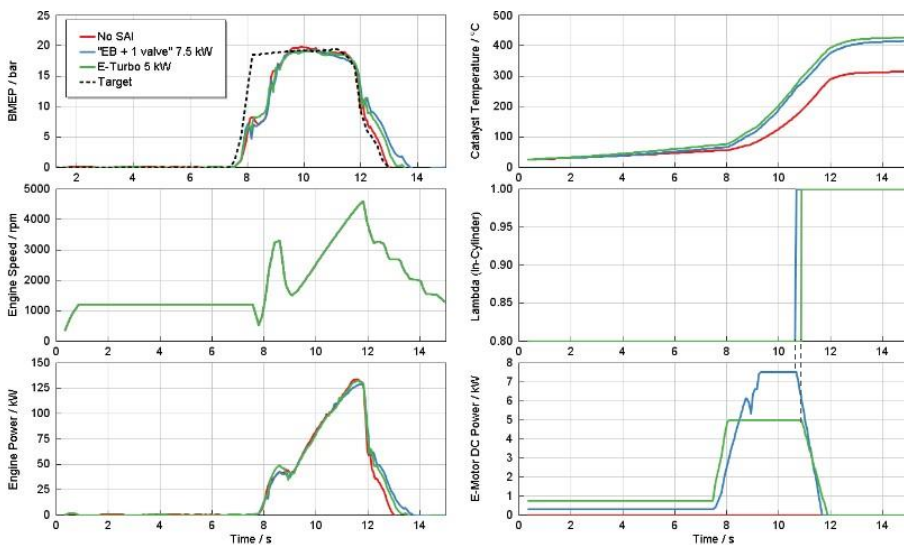 No SAI
"EB + 1 valve" 7.5 kW
E-Turbo 5 kW
Target
BMEP / bar
25
20
15
10
5
0
2 4 6 8 10 12 14
Engine Speed / rpm
5000
4000
3000
2000
1000
0
0 2 4 6 8 10 12 14
Engine Power / kW
150
125
100
75
50
25
0
0 2 4 6 8 10 12 14
Time / s
Catalyst Temperature / °C
500
400
300
200
100
0
0 2 4 6 8 10 12 14
Lambda (In-Cylinder)
1.00
0.95
0.90
0.85
0.80
0 2 4 6 8 10 12 14
E-Motor DC Power / kW
8
7
6
5
4
3
2
1
0
0 2 4 6 8 10 12 14
Time / s